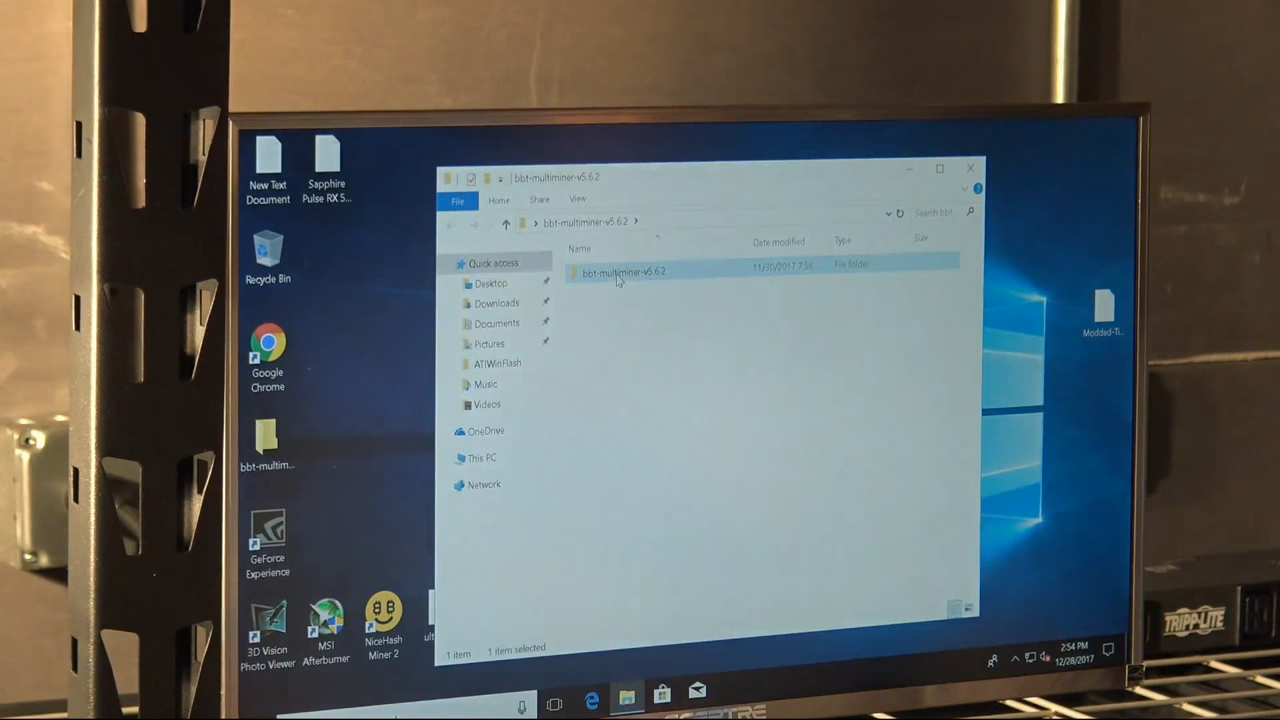 New Text
Document
Sapphire
Pulse RX 5...
Recycle Bin
Google
Chrome
bbt-multim...
GeForce
Experience
3D Vision
Photo Viewer
MSI
Afterburner
NiceHash
Miner 2
bbt-multiminer-v5.6.2
File
Home
Share
View
bbt-multiminer-v5.6.2
Search bbt-
Name
Date modified
Type
Size
bbt-multiminer-v5.6.2
11/30/2017 7:56
File folder
Quick access
Desktop
Downloads
Documents
Pictures
ATIWinFlash
Music
Videos
OneDrive
This PC
Network
1 item
1 item selected
Modded-Ti...
2:54 PM
12/28/2017
SCEPTRE
TRIPP·LITE